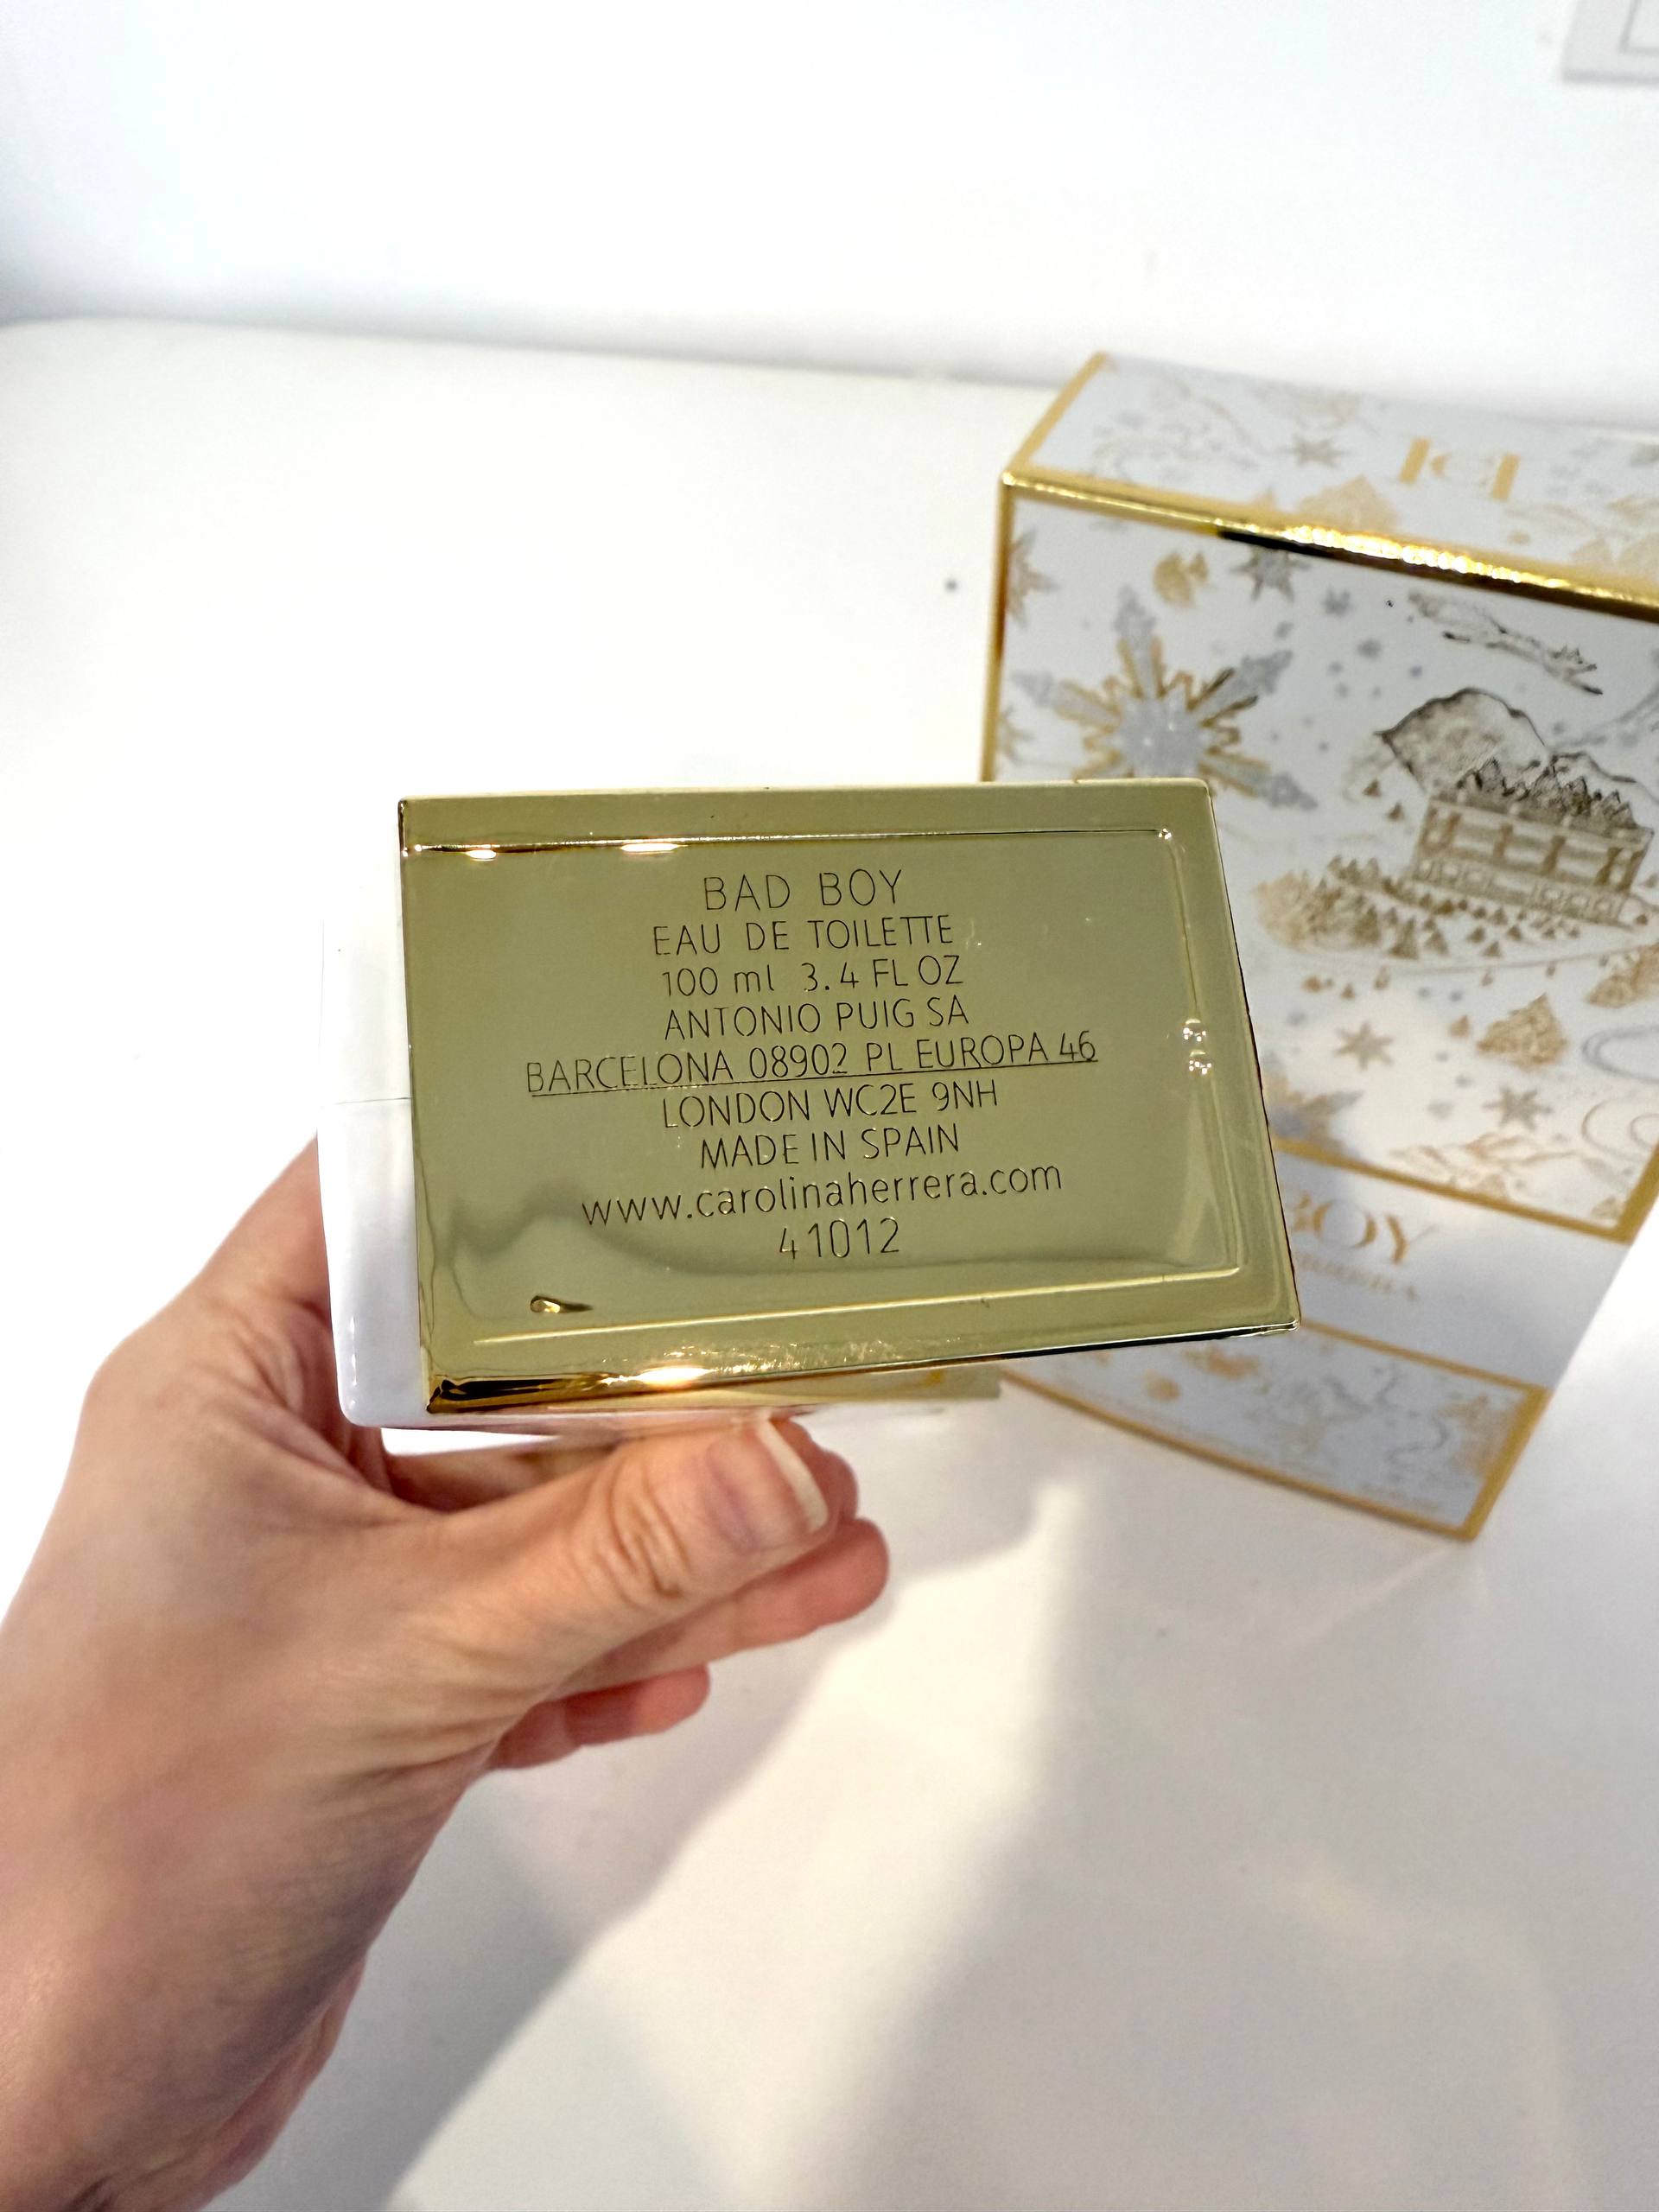 BAD BOY
EAU DE TOILETTE
100 ml 3.4 FL OZ
ANTONIO PUIG SA
BARCELONA 08902 PL EUROPA 46
LONDON WC2E 9NH
MADE IN SPAIN
www.carolinaherrera.com
41012
BOY